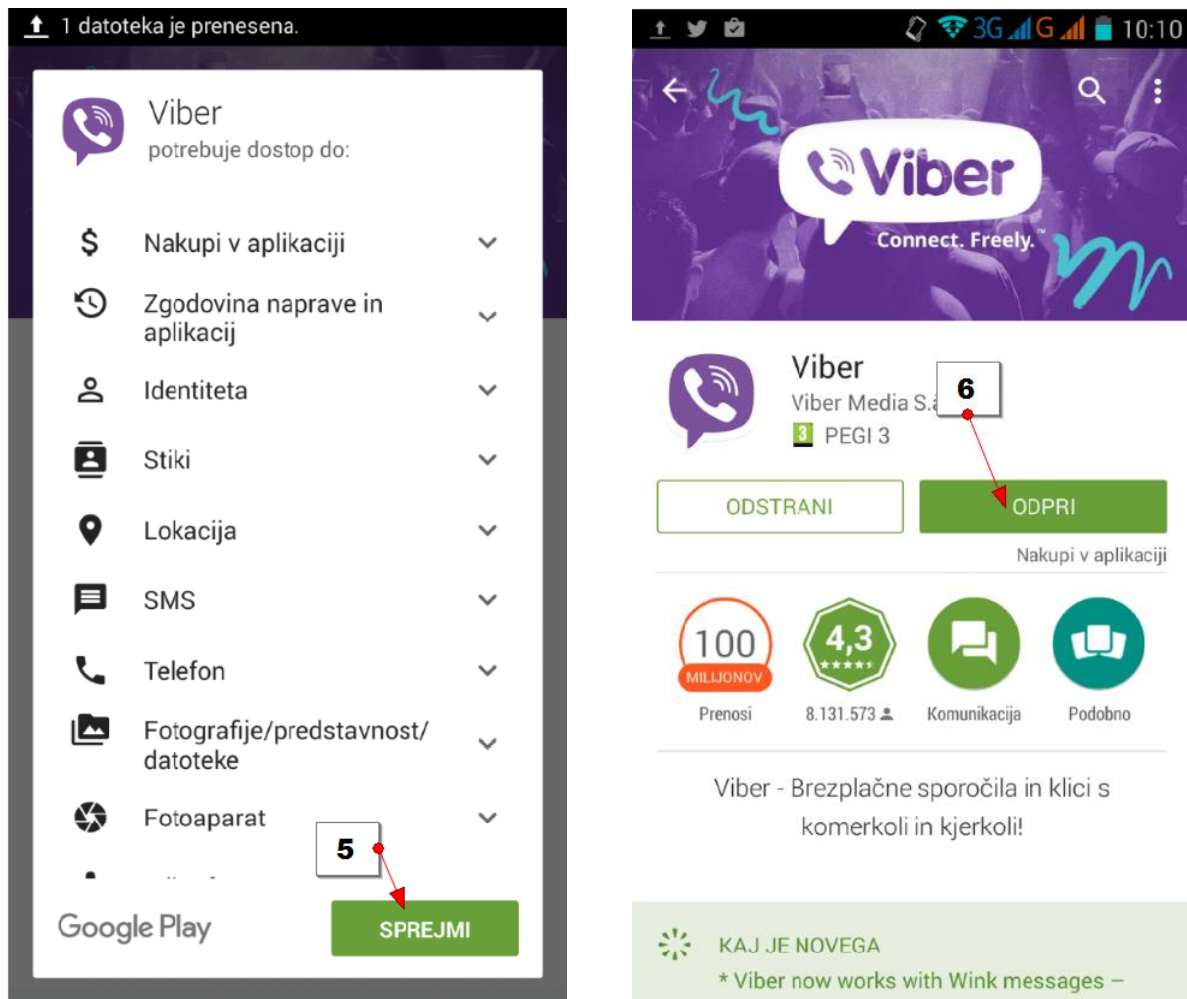 1 datoteka je prenesena.
Viber
potrebuje dostop do:
Nakupi v aplikaciji
Zgodovina naprave in
aplikacij
Identiteta
Stiki
Lokacija
SMS
Telefon
Fotografije/predstavnost/
datoteke
Fotoaparat
5
Google Play
SPREJMI
3G G 10:10
Viber
Connect. Freely.™
Viber
Viber Media
6
3 PEGI 3
ODSTRANI
ODPRI
Nakupi v aplikaciji
100
MILIJONOV
4,3
Prenosi
8.131.573
Komunikacija
Podobno
Viber - Brezplačne sporočila in klici s
komerkoli in kjerkoli!
KAJ JE NOVEGA
* Viber now works with Wink messages –